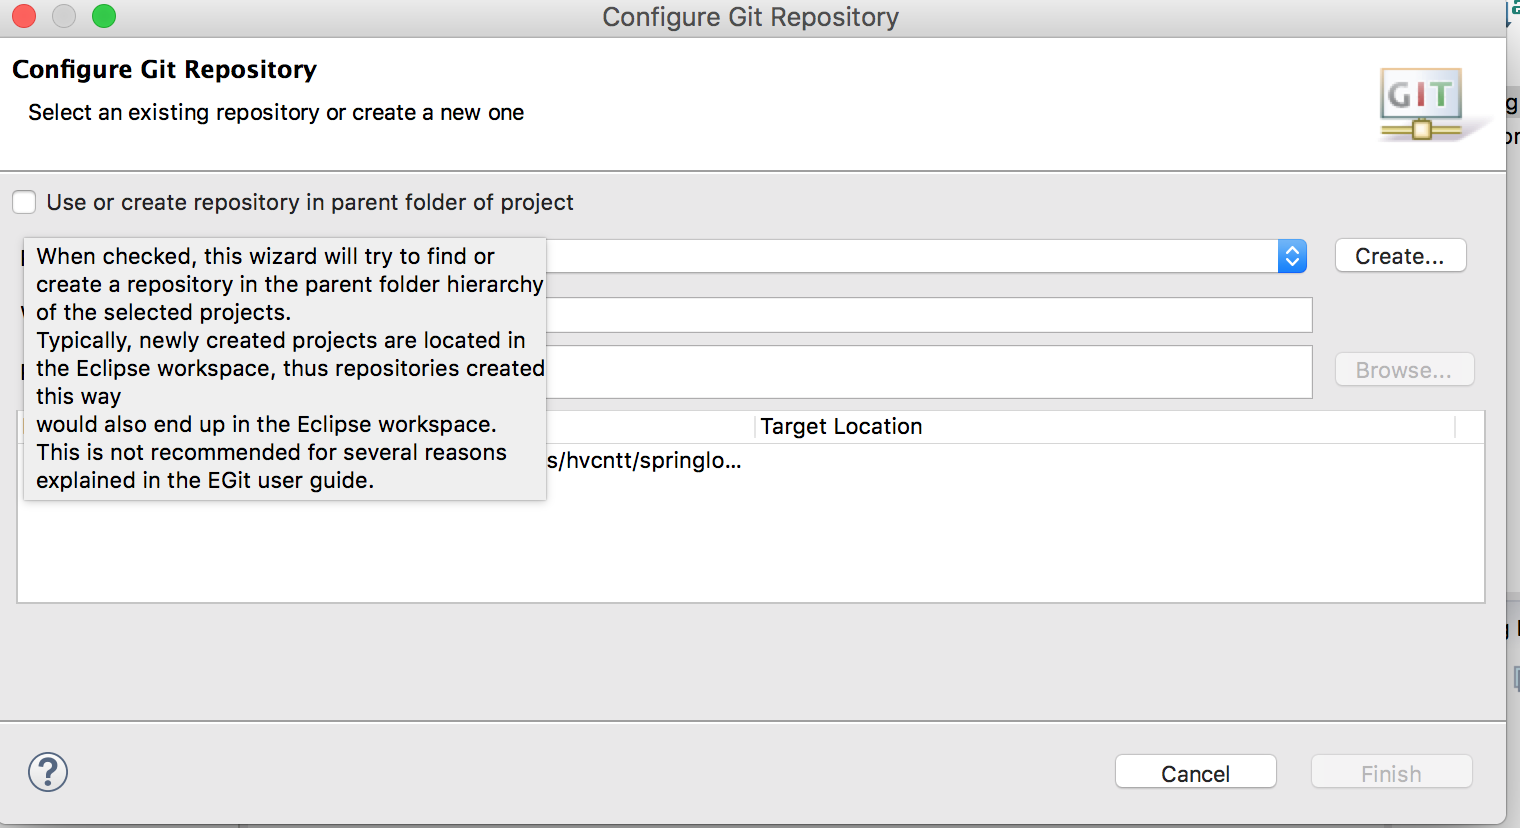 Configure Git Repository
Configure Git Repository
Select an existing repository or create a new one
GIT
Use or create repository in parent folder of project
When checked, this wizard will try to find or
create a repository in the parent folder hierarchy
of the selected projects.
Typically, newly created projects are located in
the Eclipse workspace, thus repositories created
this way
would also end up in the Eclipse workspace.
This is not recommended for several reasons
explained in the EGit user guide.
Create...
Browse...
Target Location
s/hvcntt/springlo...
?
Cancel
Finish